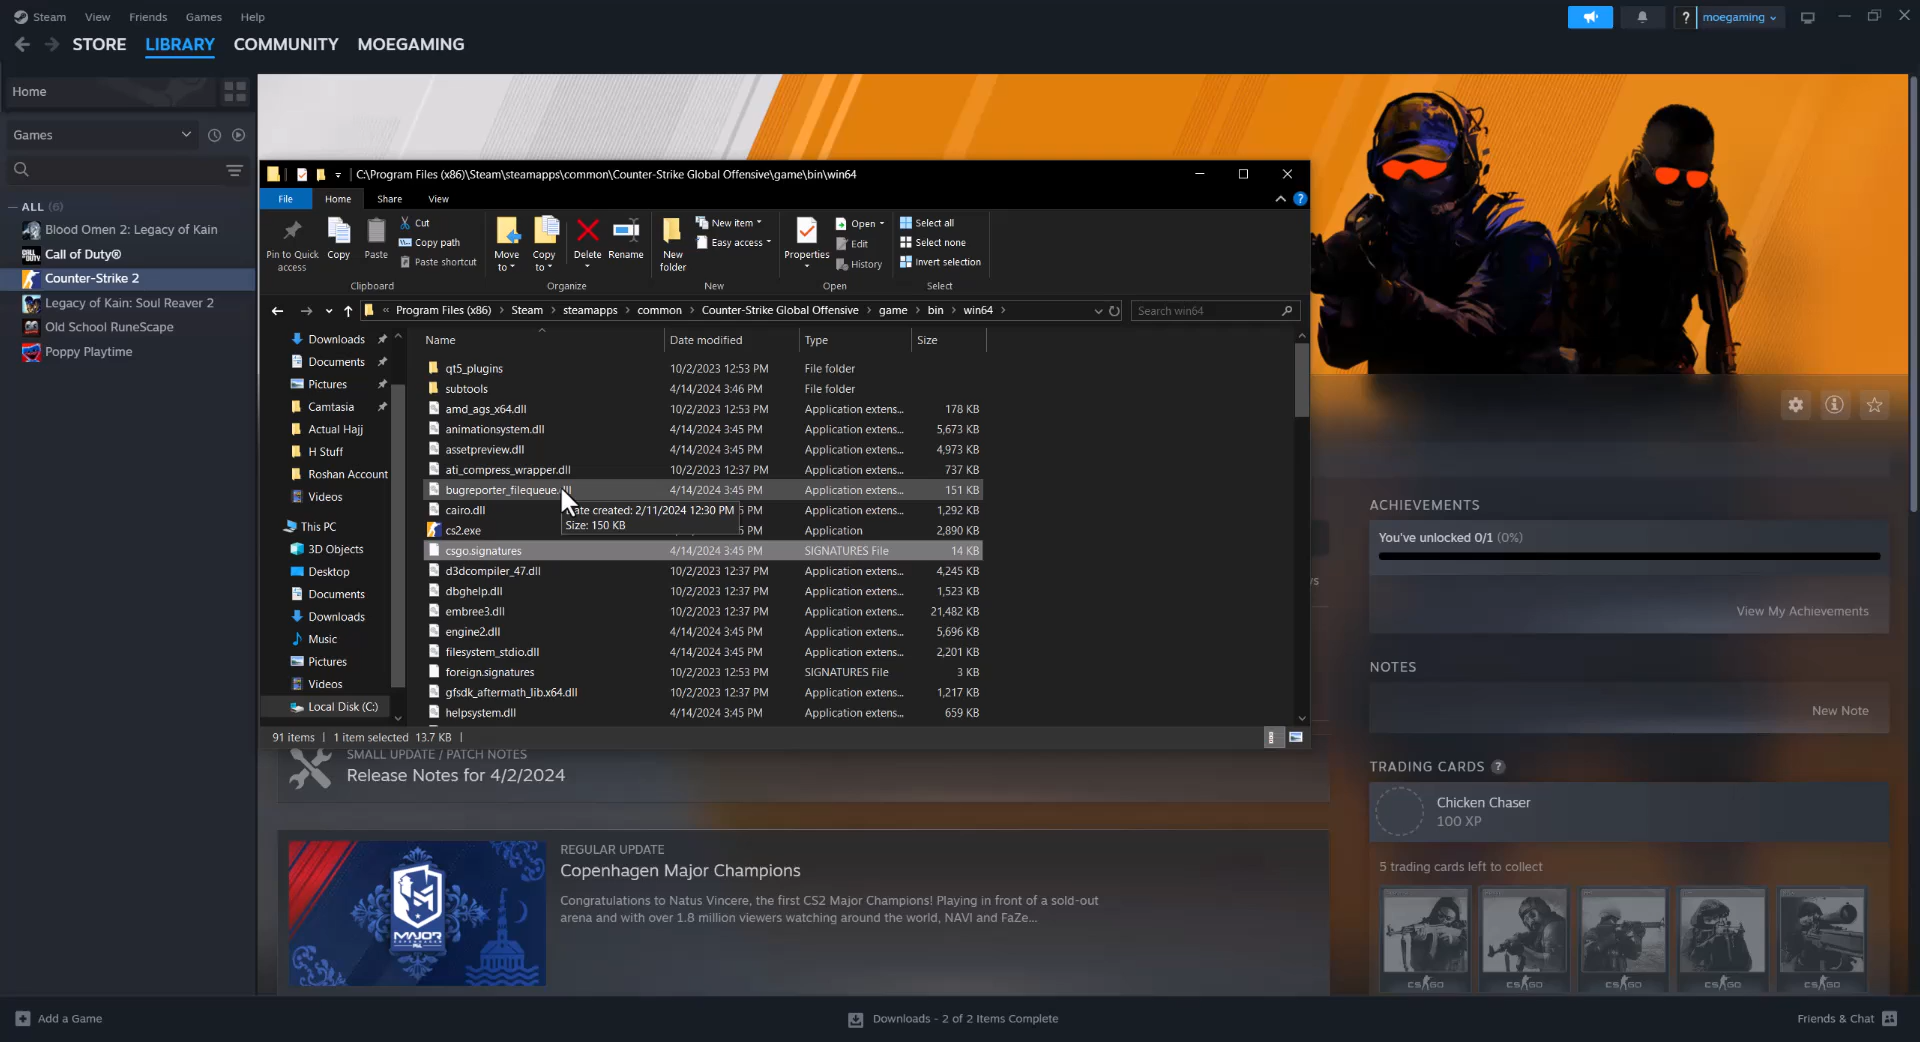 Steam View Friends Games Help
? moegaming
STORE LIBRARY COMMUNITY MOEGAMING
Home
Games
ALL (6)
Blood Omen 2: Legacy of Kain
Call of Duty®
Counter-Strike 2
Legacy of Kain: Soul Reaver 2
Old School RuneScape
Poppy Playtime
C:\Program Files (x86)\Steam\steamapps\common\Counter-Strike Global Offensive\game\bin\win64
File Home Share View
Pin to Quick access
Copy
Paste
Cut
Copy path
Paste shortcut
Clipboard
Move to
Copy to
Delete
Rename
Organize
New folder
New item
Easy access
New
Properties
Open
Edit
History
Open
Select all
Select none
Invert selection
Select
« Program Files (x86) › Steam › steamapps › common › Counter-Strike Global Offensive › game › bin › win64 ›
Search win64
Downloads
Documents
Pictures
Camtasia
Actual Hajj
H Stuff
Roshan Account
Videos
This PC
3D Objects
Desktop
Documents
Downloads
Music
Pictures
Videos
Local Disk (C:)
Name Date modified Type Size
qt5_plugins 10/2/2023 12:53 PM File folder
subtools 4/14/2024 3:46 PM File folder
amd_ags_x64.dll 10/2/2023 12:53 PM Application extens... 178 KB
animationsystem.dll 4/14/2024 3:45 PM Application extens... 5,673 KB
assetpreview.dll 4/14/2024 3:45 PM Application extens... 4,973 KB
ati_compress_wrapper.dll 10/2/2023 12:37 PM Application extens... 737 KB
bugreporter_filequeue.dll 4/14/2024 3:45 PM Application extens... 151 KB
cairo.dll PM Application extens... 1,292 KB
Date created: 2/11/2024 12:30 PM
Size: 150 KB
cs2.exe PM Application 2,890 KB
csgo.signatures 4/14/2024 3:45 PM SIGNATURES File 14 KB
d3dcompiler_47.dll 10/2/2023 12:37 PM Application extens... 4,245 KB
dbghelp.dll 10/2/2023 12:37 PM Application extens... 1,523 KB
embree3.dll 10/2/2023 12:37 PM Application extens... 21,482 KB
engine2.dll 4/14/2024 3:45 PM Application extens... 5,696 KB
filesystem_stdio.dll 4/14/2024 3:45 PM Application extens... 2,201 KB
foreign.signatures 10/2/2023 12:53 PM SIGNATURES File 3 KB
gfsdk_aftermath_lib.x64.dll 10/2/2023 12:37 PM Application extens... 1,217 KB
helpsystem.dll 4/14/2024 3:45 PM Application extens... 659 KB
91 items 1 item selected 13.7 KB
ACHIEVEMENTS
You've unlocked 0/1 (0%)
View My Achievements
NOTES
New Note
TRADING CARDS ?
Chicken Chaser
100 XP
5 trading cards left to collect
CS GO CS GO CS GO CS GO CS GO
SMALL UPDATE / PATCH NOTES
Release Notes for 4/2/2024
REGULAR UPDATE
Copenhagen Major Champions
Congratulations to Natus Vincere, the first CS2 Major Champions! Playing in front of a sold-out
arena and with over 1.8 million viewers watching around the world, NAVI and FaZe...
MAJOR
Add a Game
Downloads - 2 of 2 Items Complete
Friends & Chat